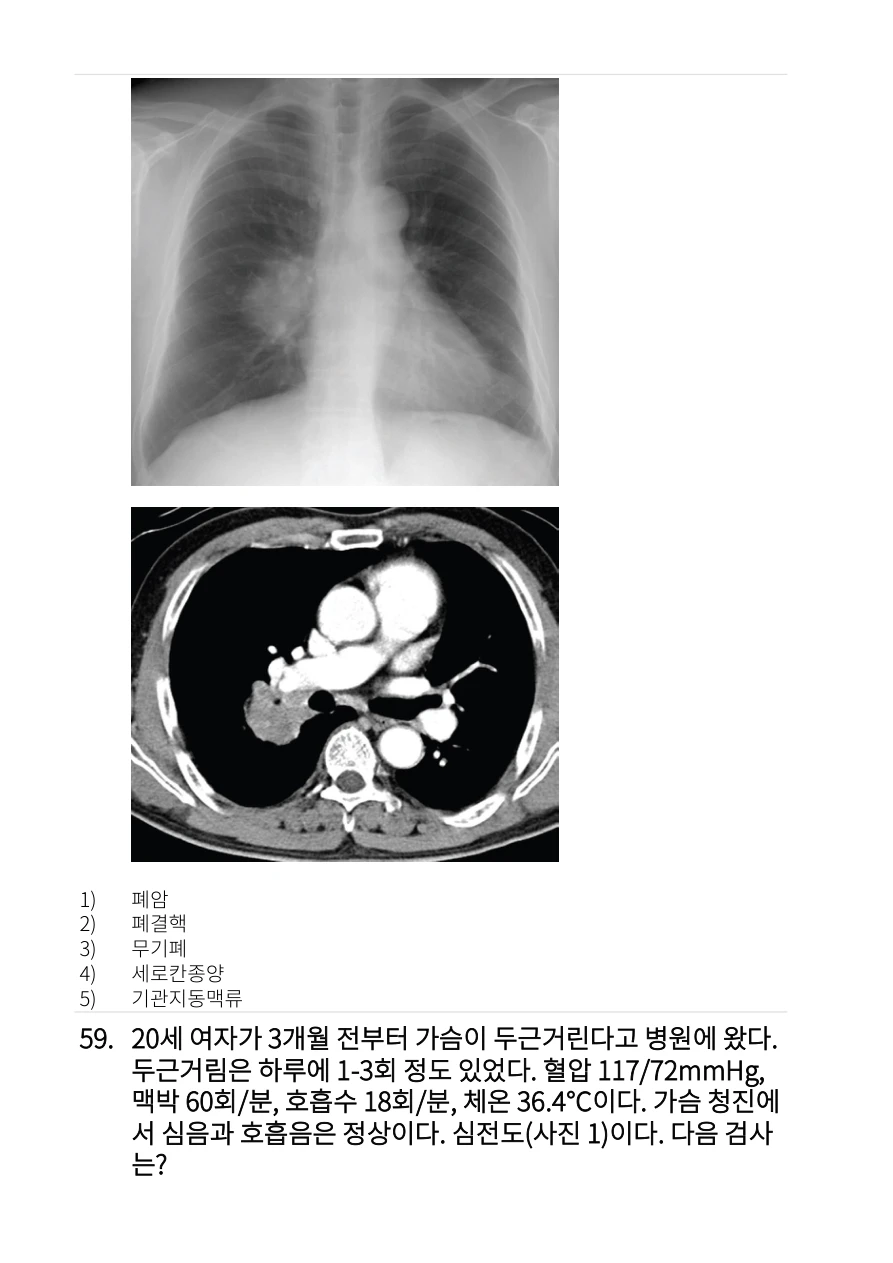 1) 폐암
2) 폐결핵
3) 무기폐
4) 세로칸종양
5) 기관지동맥류
59. 20세 여자가 3개월 전부터 가슴이 두근거린다고 병원에 왔다.
두근거림은 하루에 1-3회 정도 있었다. 혈압 117/72mmHg,
맥박 60회/분, 호흡수 18회/분, 체온 36.4℃이다. 가슴 청진에
서 심음과 호흡음은 정상이다. 심전도(사진 1)이다. 다음 검사
는?